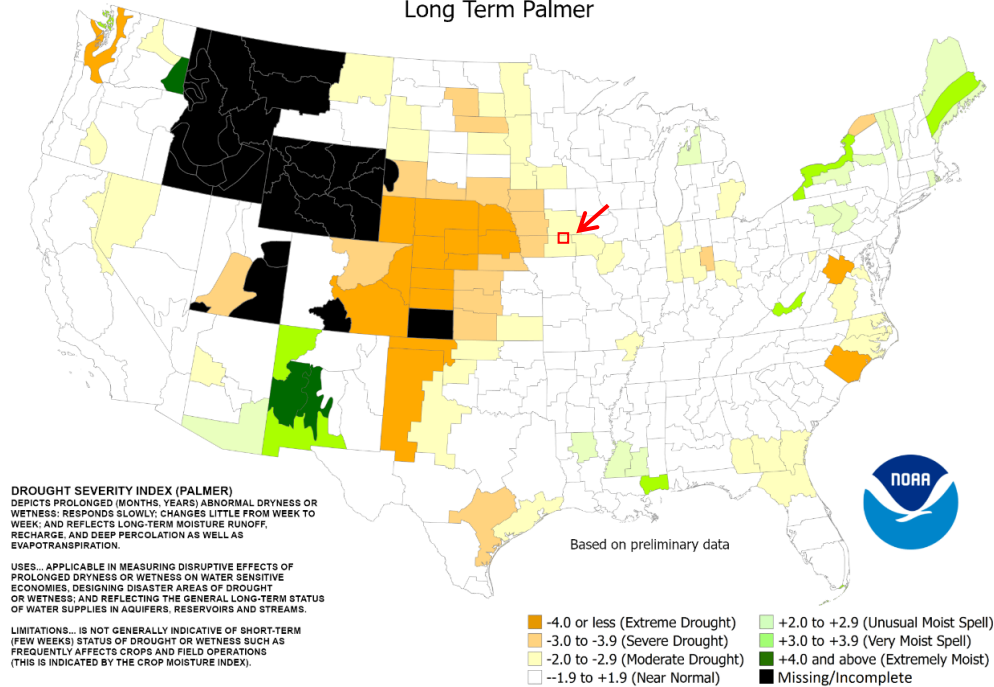 Long Term Palmer
DROUGHT SEVERITY INDEX (PALMER)
DEPICTS PROLONGED (MONTHS, YEARS) ABNORMAL DRYNESS OR
WETNESS: RESPONDS SLOWLY; CHANGES LITTLE FROM WEEK TO
WEEK; AND REFLECTS LONG-TERM MOISTURE RUNOFF,
RECHARGE, AND DEEP PERCOLATION AS WELL AS
EVAPOTRANSPIRATION.
USES... APPLICABLE IN MEASURING DISRUPTIVE EFFECTS OF
PROLONGED DRYNESS OR WETNESS ON WATER SENSITIVE
ECONOMIES, DESIGNING DISASTER AREAS OF DROUGHT
OR WETNESS; AND REFLECTING THE GENERAL LONG-TERM STATUS
OF WATER SUPPLIES IN AQUIFERS, RESERVOIRS AND STREAMS.
LIMITATIONS... IS NOT GENERALLY INDICATIVE OF SHORT-TERM
(FEW WEEKS) STATUS OF DROUGHT OR WETNESS SUCH AS
FREQUENTLY AFFECTS CROPS AND FIELD OPERATIONS
(THIS IS INDICATED BY THE CROP MOISTURE INDEX).
NOAA
Based on preliminary data
-4.0 or less (Extreme Drought)
-3.0 to -3.9 (Severe Drought)
-2.0 to -2.9 (Moderate Drought)
--1.9 to +1.9 (Near Normal)
+2.0 to +2.9 (Unusual Moist Spell)
+3.0 to +3.9 (Very Moist Spell)
+4.0 and above (Extremely Moist)
Missing/Incomplete